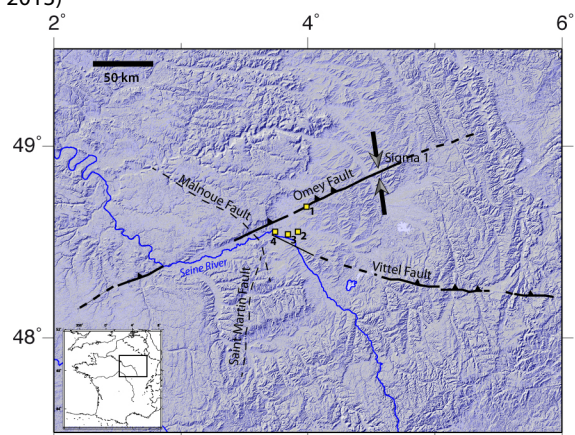 2015)
2˚ 4˚ 6˚
50 km
49˚
Sigma 1
Malnoue Fault
Omey Fault
1
4 3 2
Seine River
Vittel Fault
Saint Martin Fault
48˚